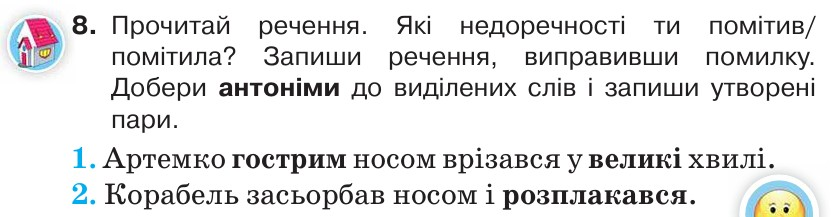 8. Прочитай речення. Які недоречності ти помітив/
помітила? Запиши речення, виправивши помилку.
Добери антоніми до виділених слів і запиши утворені
пари.
1. Артемко гострим носом врізався у великі хвилі.
2. Корабель засьорбав носом і розплакався.